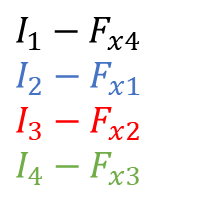 I₁ − Fₓ₄
I₂ − Fₓ₁
I₃ − Fₓ₂
I₄ − Fₓ₃